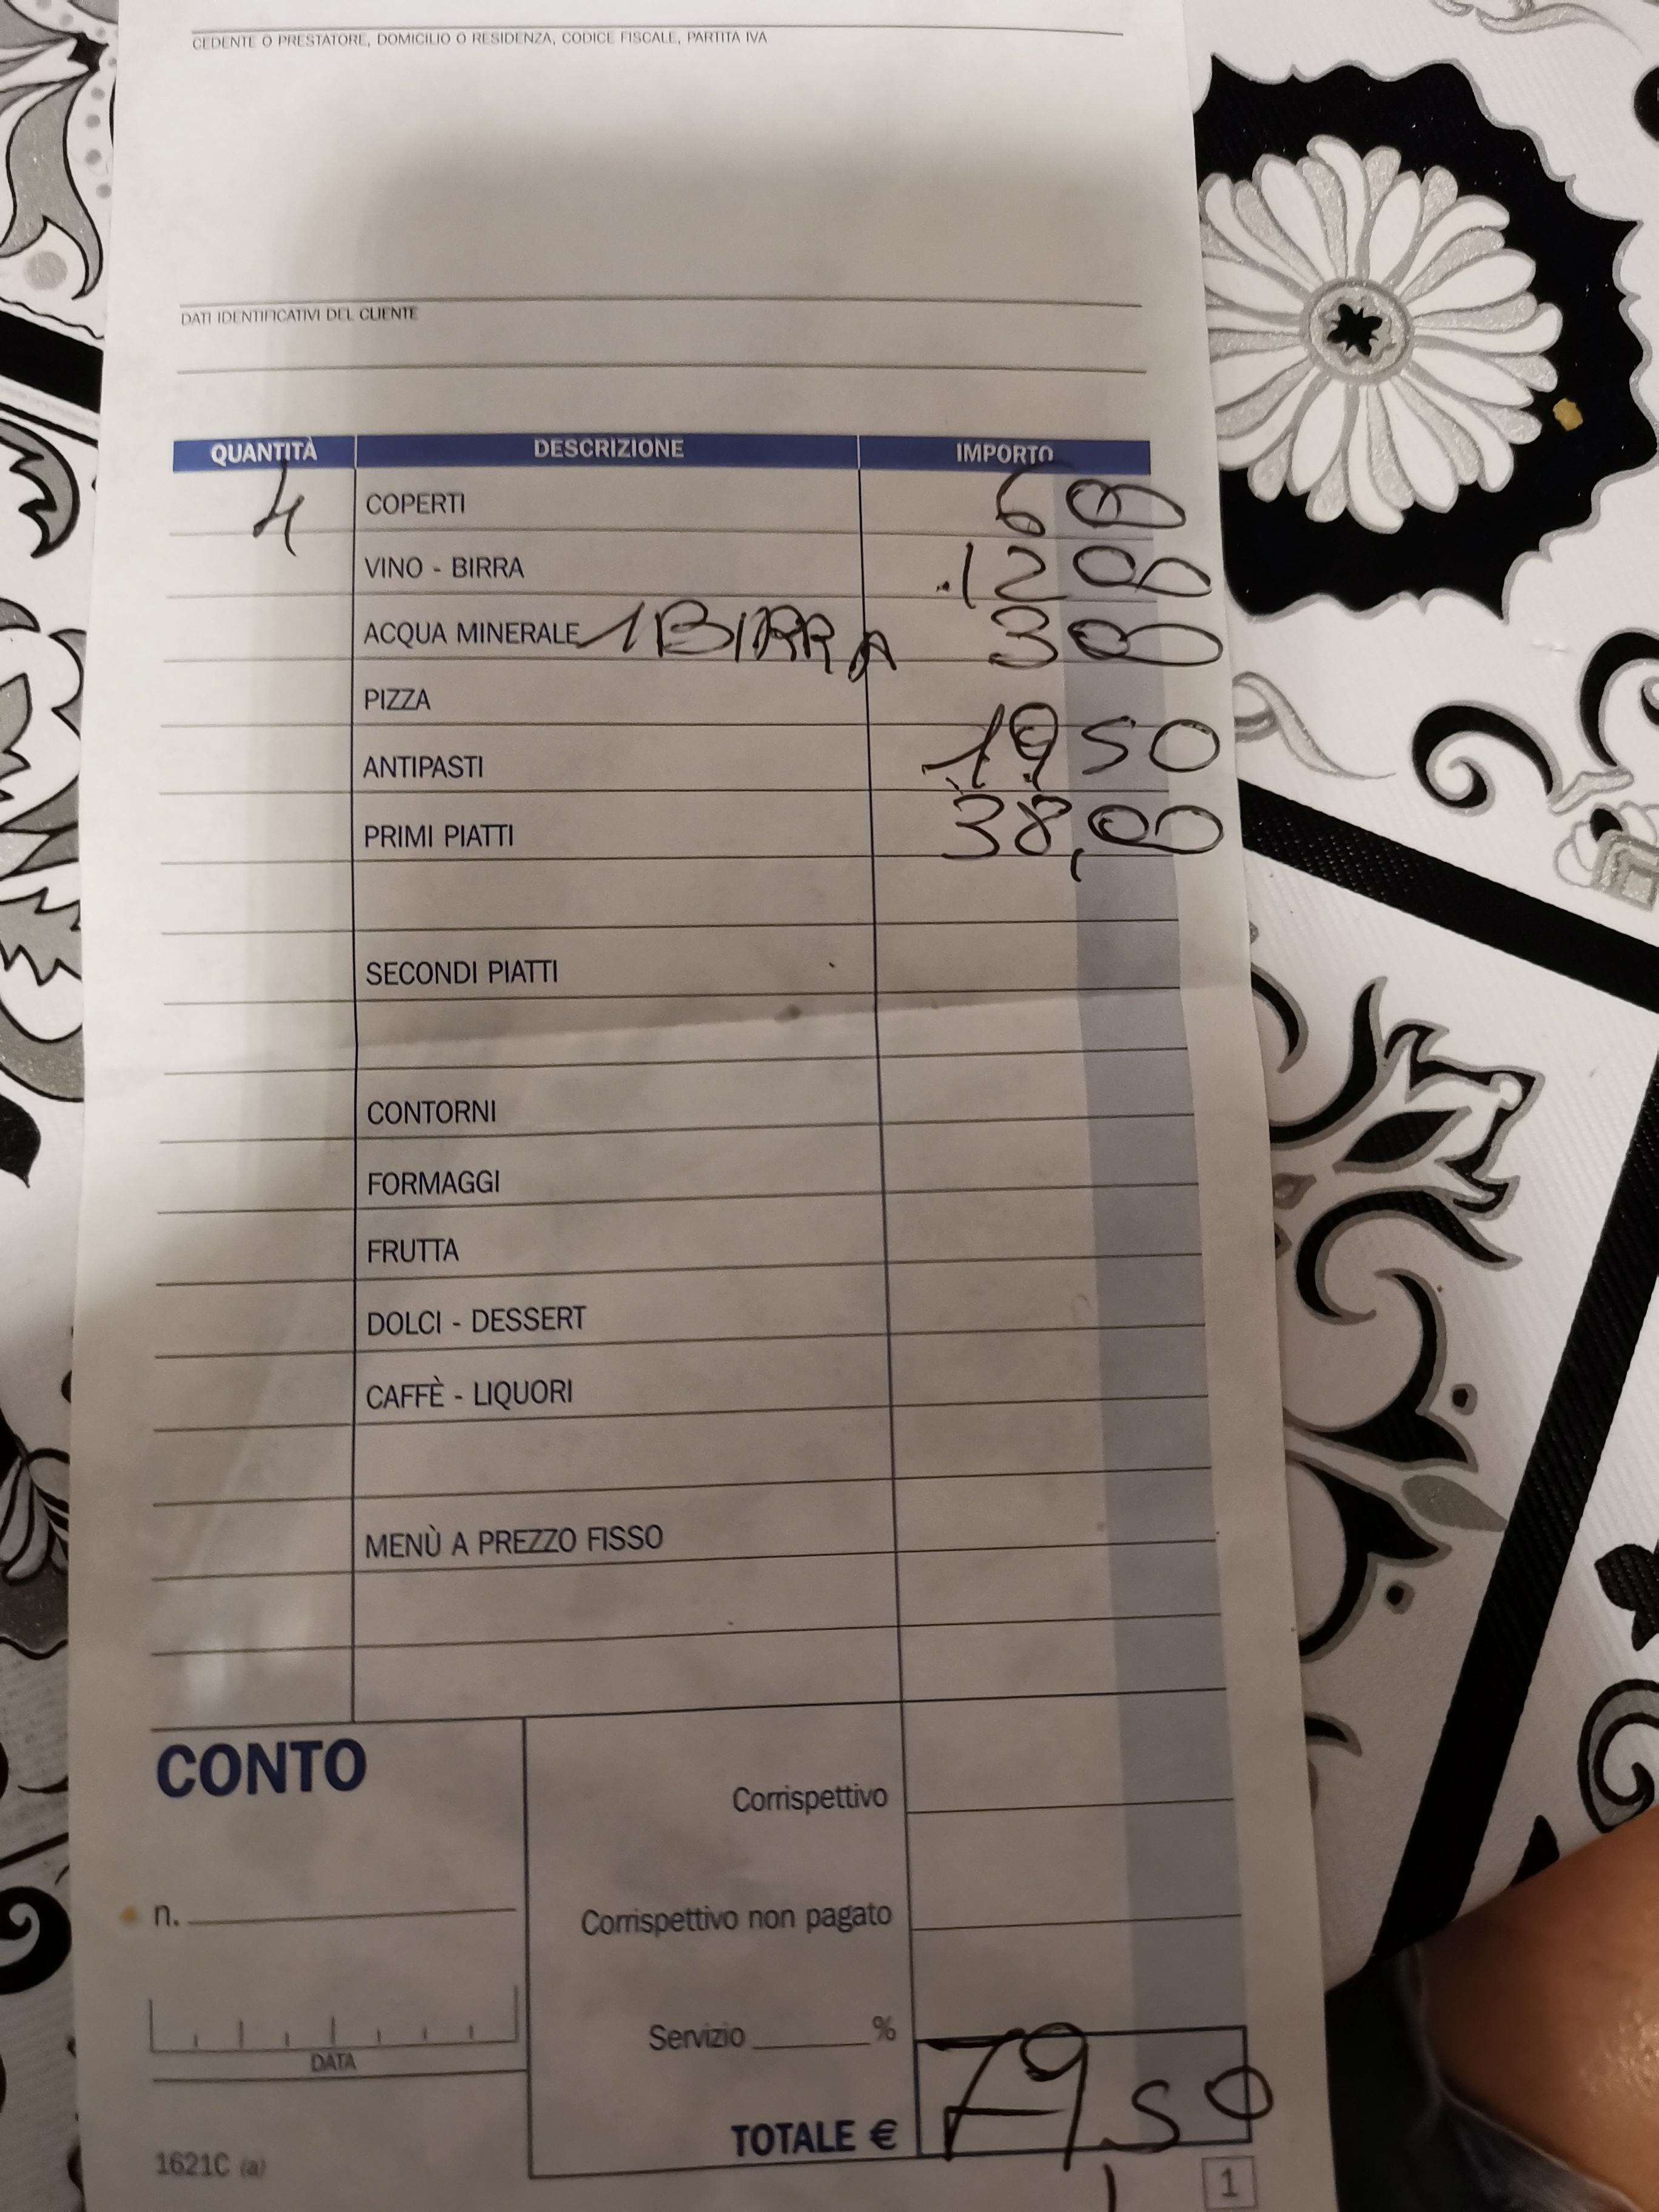 CEDENTE O PRESTATORE, DOMICILIO O RESIDENZA, CODICE FISCALE, PARTITA IVA
DATI IDENTIFICATIVI DEL CLIENTE
QUANTITÀ DESCRIZIONE IMPORTO
4 COPERTI 6 00
VINO - BIRRA 12 00
ACQUA MINERALE 1 BIRRA 3 00
PIZZA
ANTIPASTI 19 50
PRIMI PIATTI 38,00
SECONDI PIATTI
CONTORNI
FORMAGGI
FRUTTA
DOLCI - DESSERT
CAFFÈ - LIQUORI
MENÙ A PREZZO FISSO
CONTO
Corrispettivo
n.
Corrispettivo non pagato
Servizio ______%
DATA
TOTALE € 79,50
1621C (a)
1